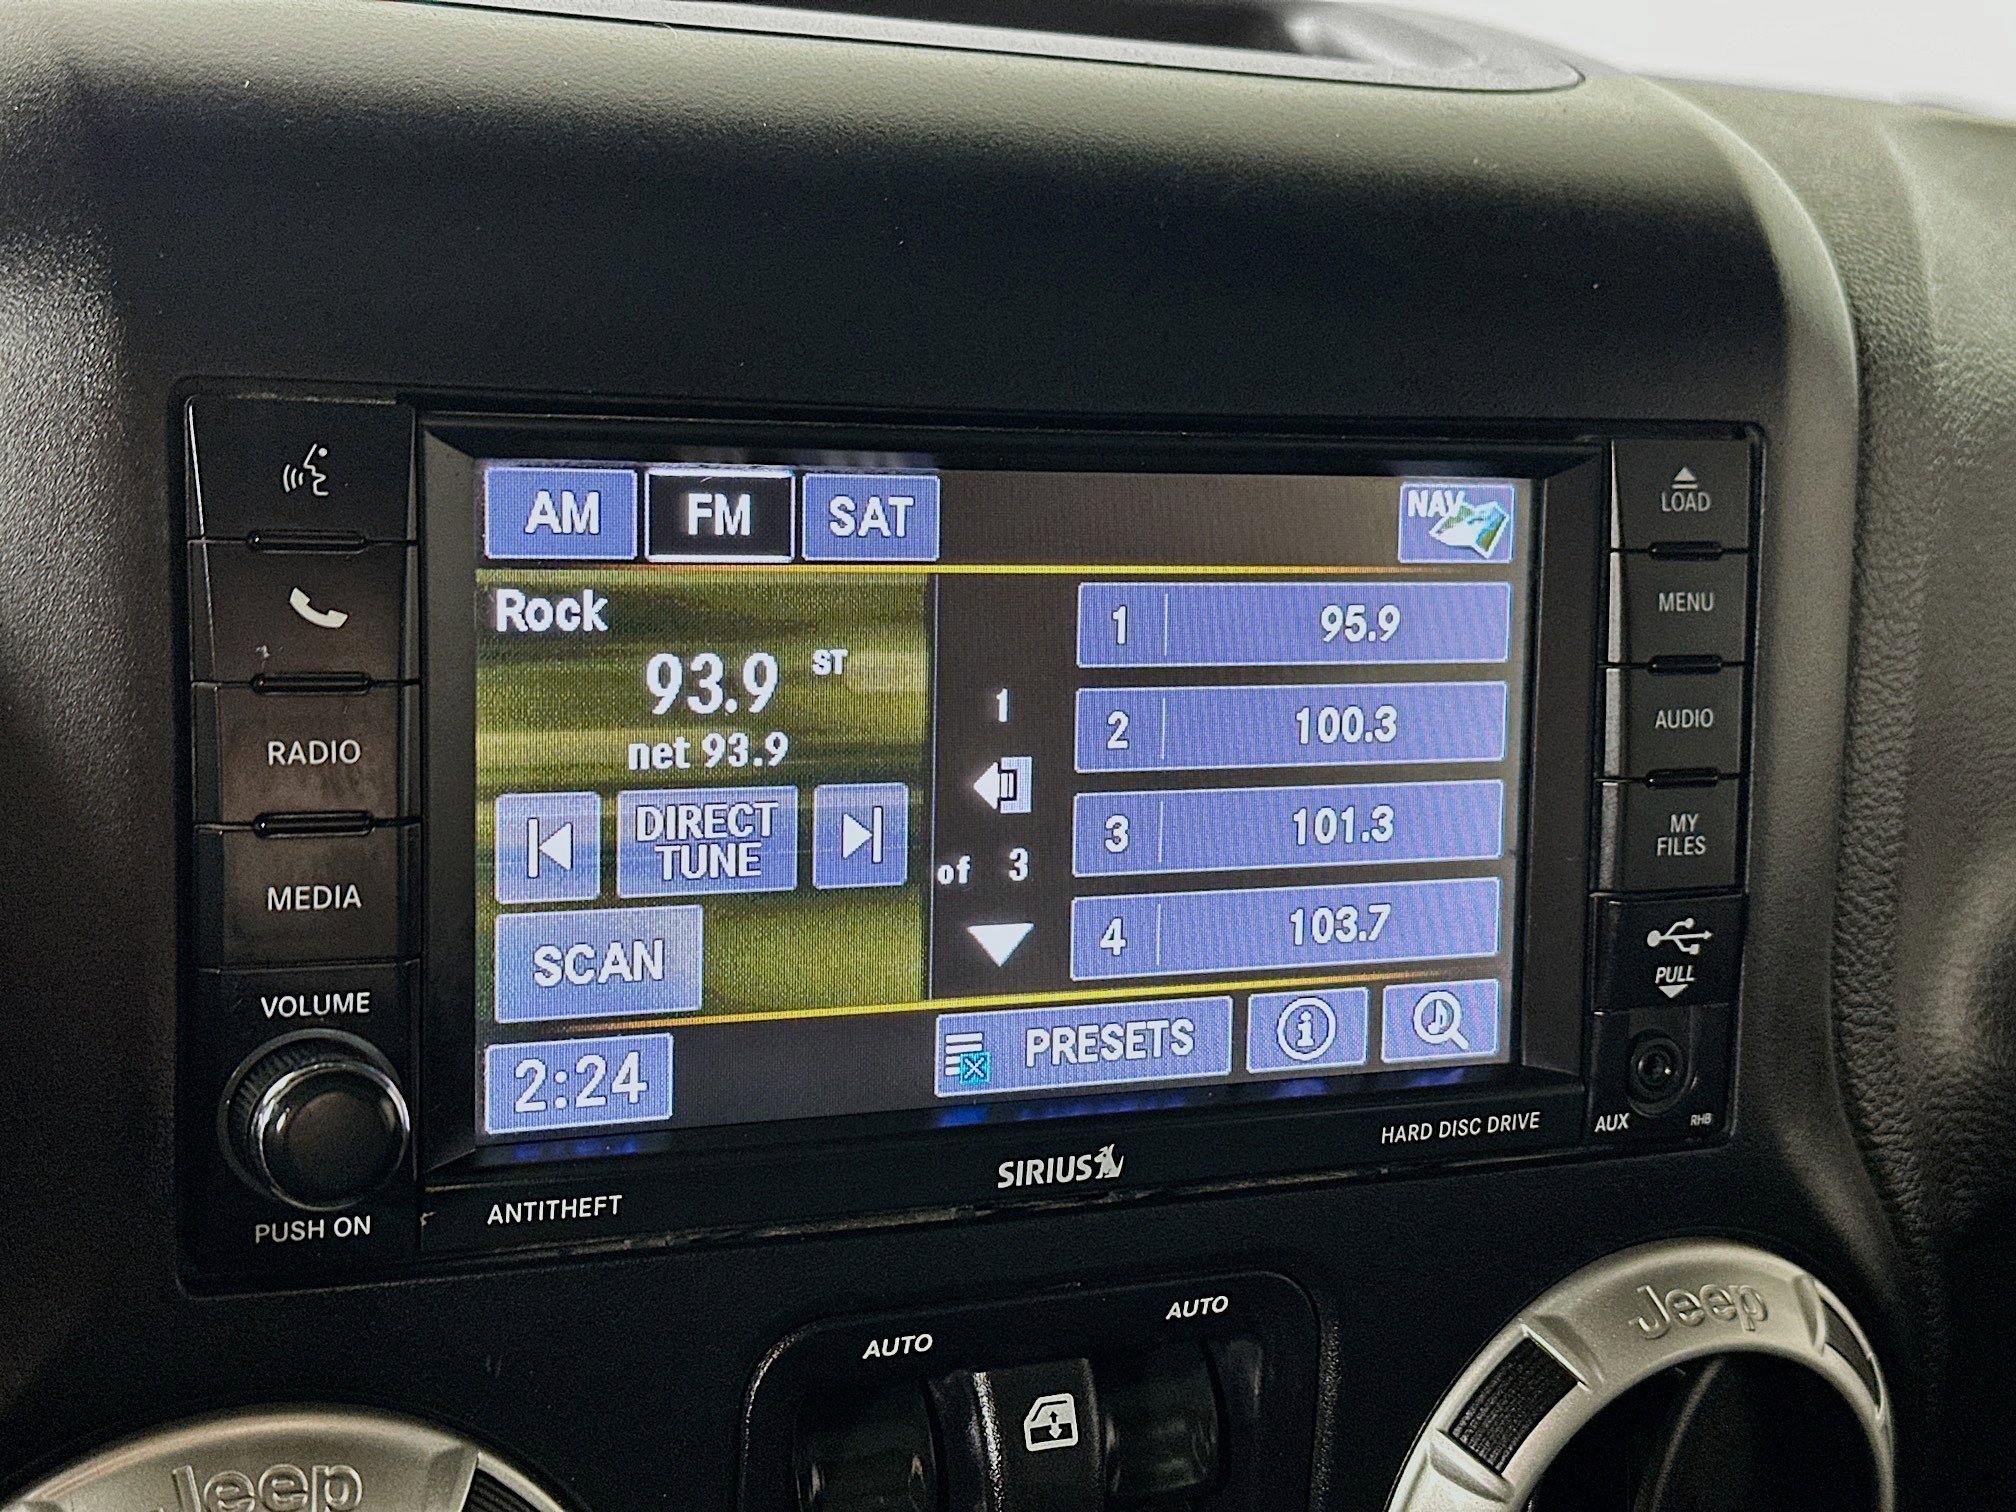 AM FM SAT NAV
Rock
93.9 ST
net 93.9
DIRECT
TUNE
SCAN
2:24
1
of 3
1 95.9
2 100.3
3 101.3
4 103.7
PRESETS
i
RADIO
MEDIA
VOLUME
PUSH ON
LOAD
MENU
AUDIO
MY
FILES
PULL
AUX RHB
ANTITHEFT
SIRIUS
HARD DISC DRIVE
AUTO
AUTO
Jeep
Jeep